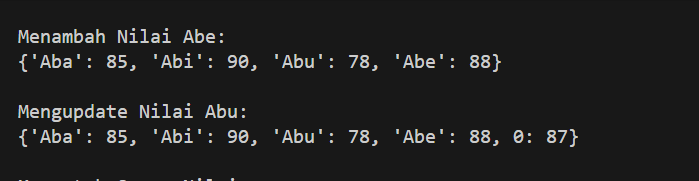 Menambah Nilai Abe:
{'Aba': 85, 'Abi': 90, 'Abu': 78, 'Abe': 88}
Mengupdate Nilai Abu:
{'Aba': 85, 'Abi': 90, 'Abu': 78, 'Abe': 88, 0: 87}